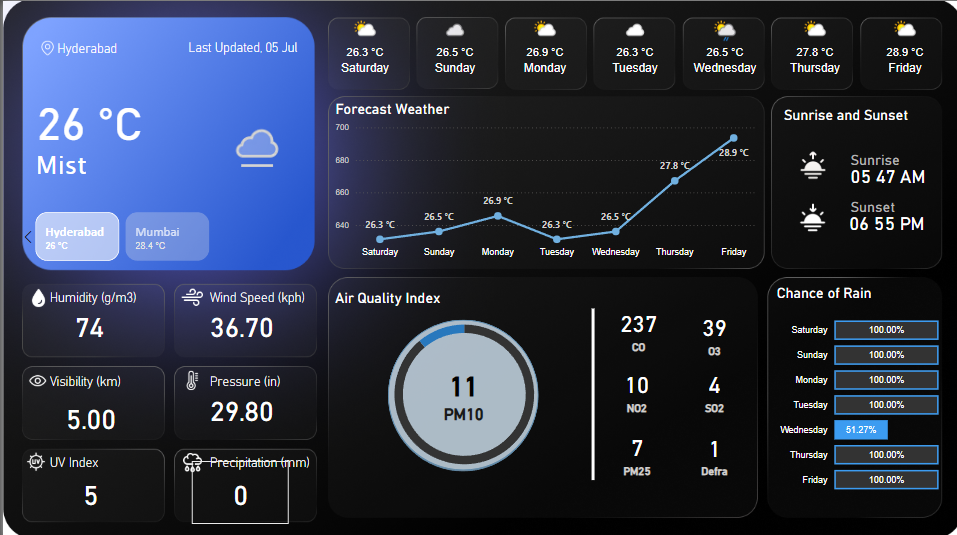 Hyderabad
Last Updated, 05 Jul
26 °C
Mist
Hyderabad
26 °C
Mumbai
28.4 °C
26.3 °C
Saturday
26.5 °C
Sunday
26.9 °C
Monday
26.3 °C
Tuesday
26.5 °C
Wednesday
27.8 °C
Thursday
28.9 °C
Friday
Forecast Weather
700
680
660
640
26.3 °C
26.5 °C
26.9 °C
26.3 °C
26.5 °C
27.8 °C
28.9 °C
Saturday
Sunday
Monday
Tuesday
Wednesday
Thursday
Friday
Sunrise and Sunset
Sunrise
05 47 AM
Sunset
06 55 PM
Humidity (g/m3)
74
Wind Speed (kph)
36.70
Visibility (km)
5.00
Pressure (in)
29.80
UV
UV Index
5
Precipitation (mm)
0
Air Quality Index
11
PM10
237
CO
39
O3
10
NO2
4
SO2
7
PM25
1
Defra
Chance of Rain
Saturday 100.00%
Sunday 100.00%
Monday 100.00%
Tuesday 100.00%
Wednesday 51.27%
Thursday 100.00%
Friday 100.00%